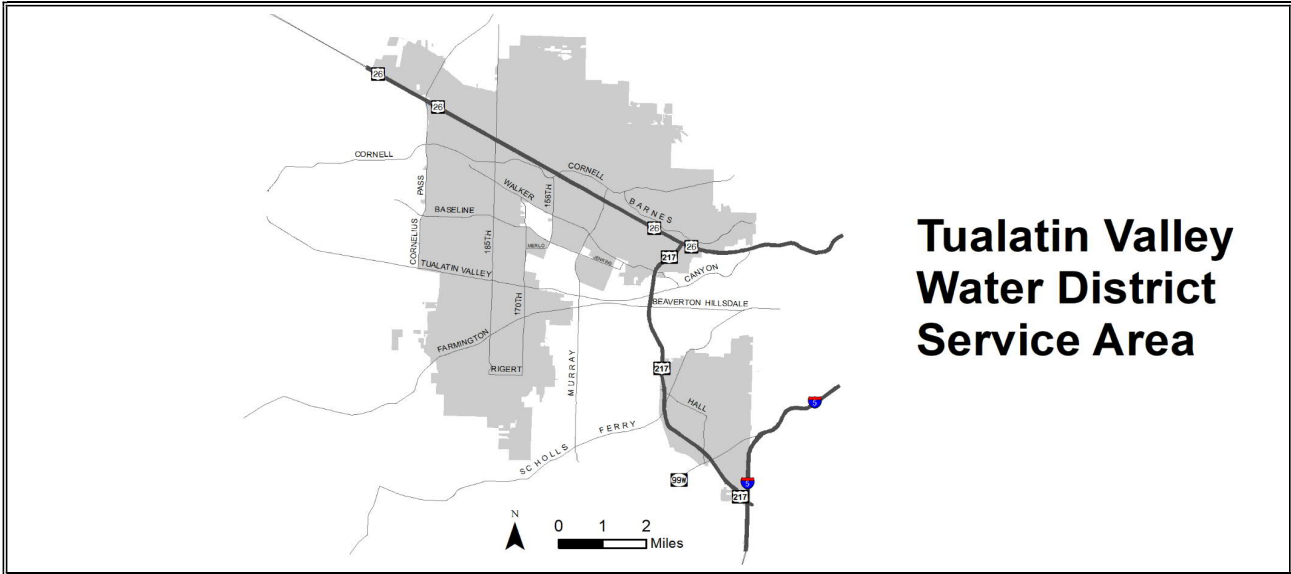 26
26
CORNELL
CORNELL
WALKER
PASS
158TH
BARNES
BASELINE
26
26
CORNELIUS
185TH
MERLO
217
JENKINS
TUALATIN VALLEY
CANYON
170TH
BEAVERTON HILLSDALE
FARMINGTON
RIGERT
MURRAY
217
HALL
5
SCHOLLS FERRY
99W
5
217
N
0 1 2
Miles
Tualatin Valley
Water District
Service Area